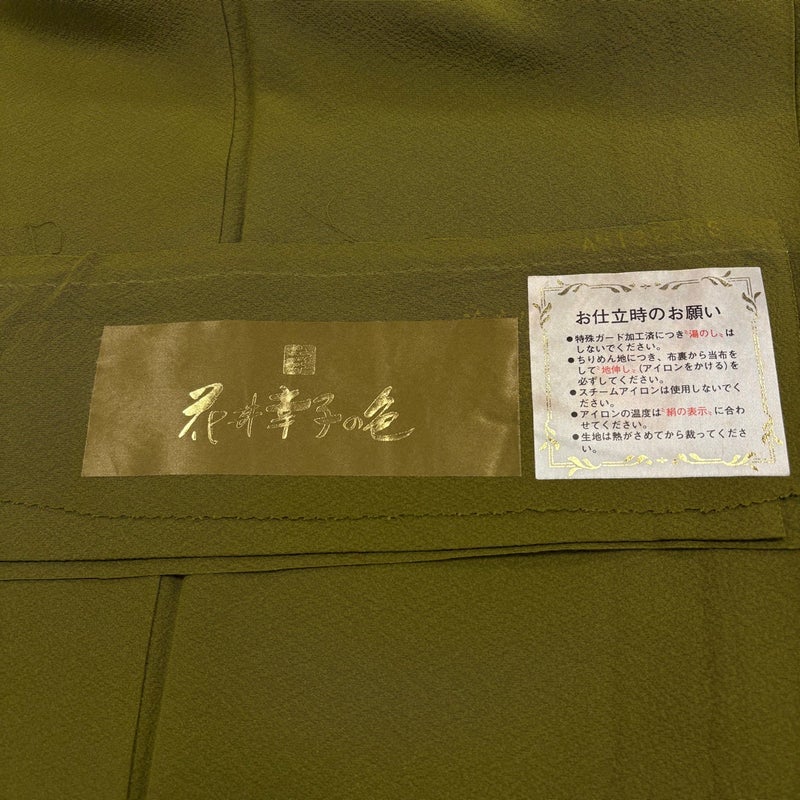 花井幸子の色
お仕立時のお願い
●特殊ガード加工済につき〝湯のし〟は
しないでください。
●ちりめん地につき、布裏から当布を
して〝地伸し〟(アイロンをかける)を
必ずしてください。
●スチームアイロンは使用しないでく
ださい。
●アイロンの温度は〝絹の表示〟に合わ
せてください。
●生地は熱がさめてから裁ってくださ
い。